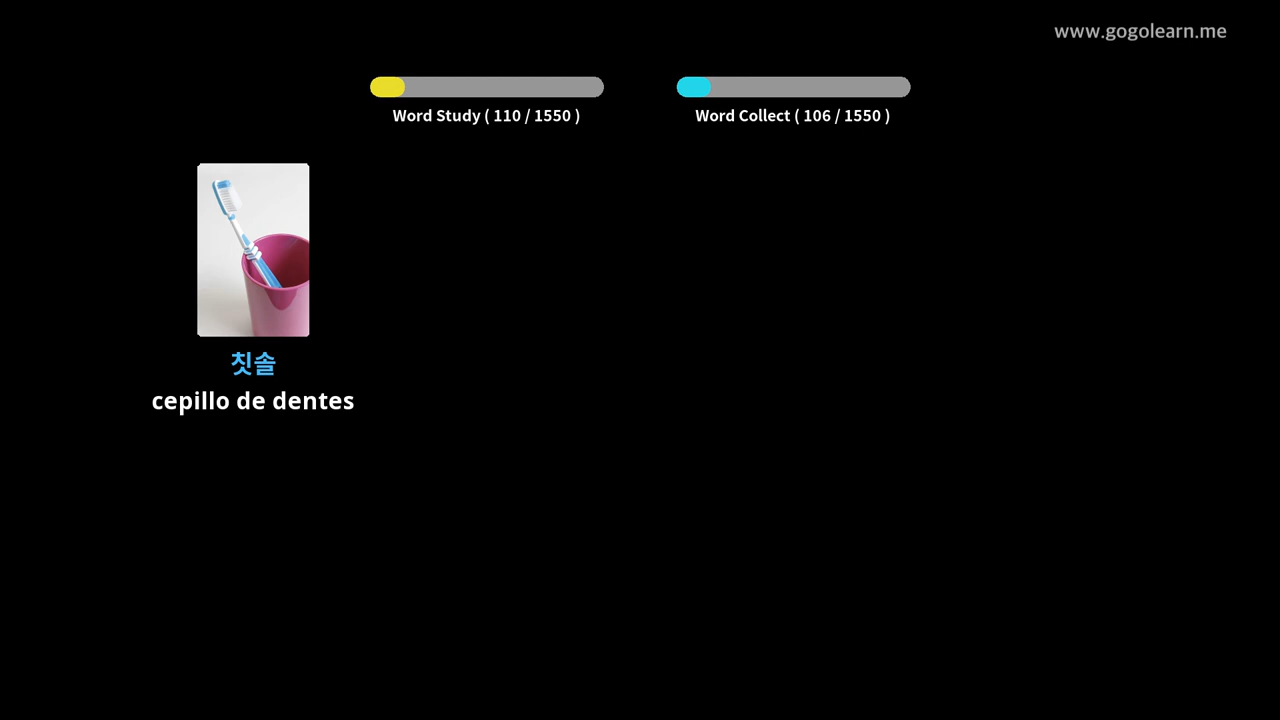 www.gogolearn.me
Word Study ( 110 / 1550 )
Word Collect ( 106 / 1550 )
칫솔
cepillo de dentes